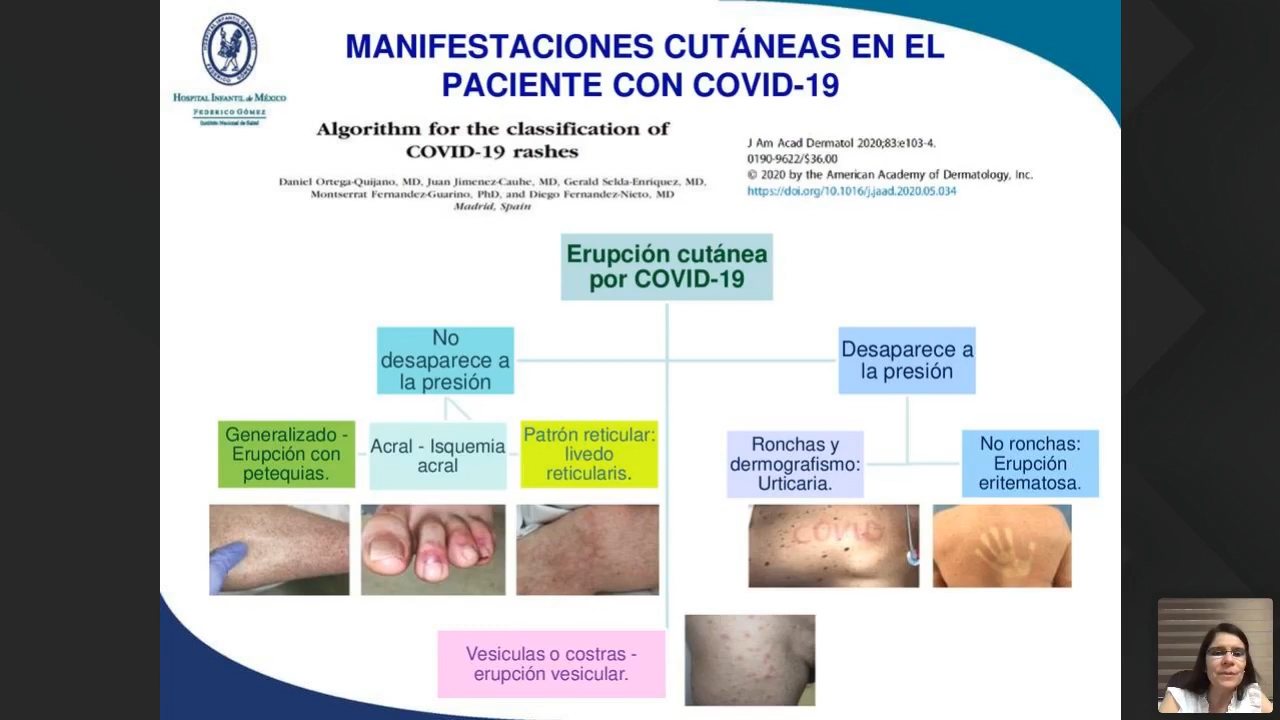 MANIFESTACIONES CUTÁNEAS EN EL
PACIENTE CON COVID-19
HOSPITAL INFANTIL de MÉXICO
FEDERICO GÓMEZ
Instituto Nacional de Salud
Algorithm for the classification of
COVID-19 rashes
Daniel Ortega-Quijano, MD, Juan Jimenez-Cauhe, MD, Gerald Selda-Enriquez, MD,
Montserrat Fernandez-Guarino, PhD, and Diego Fernandez-Nieto, MD
Madrid, Spain
J Am Acad Dermatol 2020;83:e103-4.
0190-9622/$36.00
© 2020 by the American Academy of Dermatology, Inc.
https://doi.org/10.1016/j.jaad.2020.05.034
Erupción cutánea
por COVID-19
No
desaparece a
la presión
Desaparece a
la presión
Generalizado -
Erupción con
petequias.
Acral - Isquemia
acral
Patrón reticular:
livedo
reticularis.
Ronchas y
dermografismo:
Urticaria.
No ronchas:
Erupción
eritematosa.
COVID
Vesiculas o costras -
erupción vesicular.